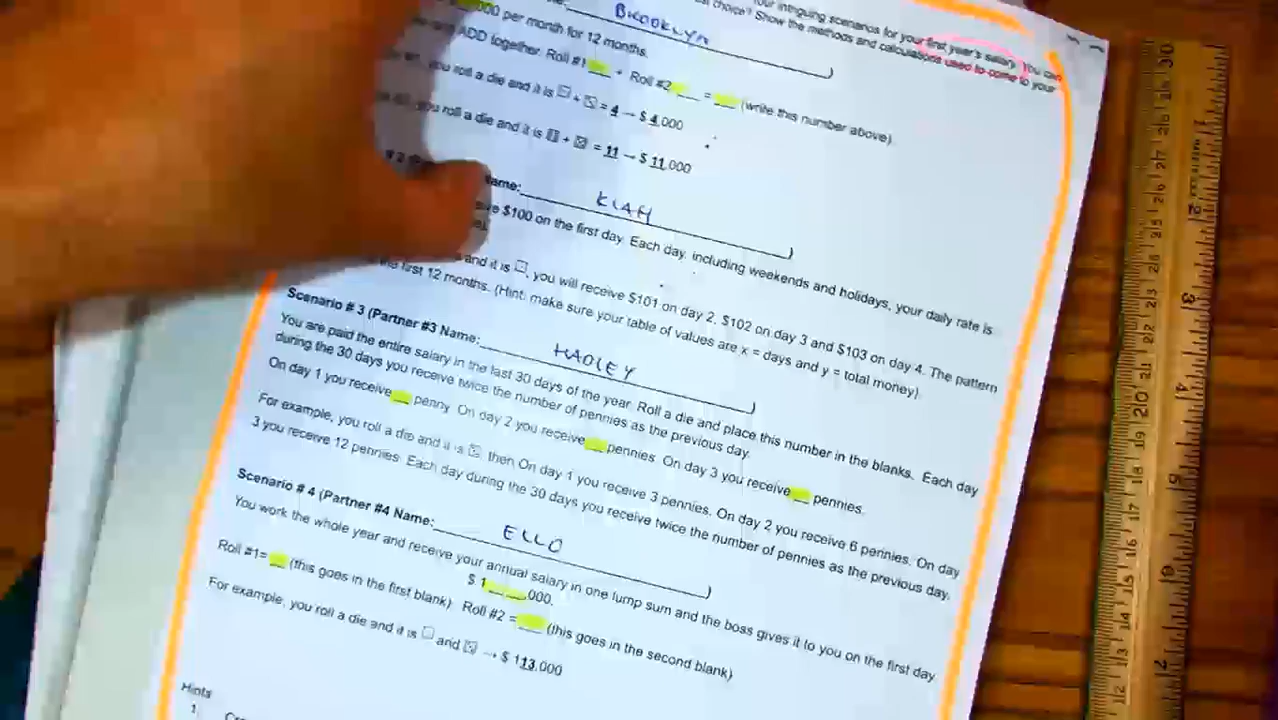 our intriguing scenarios for your first year's salary. You can
choice? Show the methods and calculations used to come to your
BROOKLYN
000 per month for 12 months.
ADD together. Roll #1 __ + Roll #2 __ = __ (write this number above)
you roll a die and it is ⚀ + ⚂ = 4 → $ 4,000
you roll a die and it is ⚅ + ⚄ = 11 → $ 11,000
# 2 Name: KIAH
$100 on the first day. Each day, including weekends and holidays, your daily rate is
and it is ⚀, you will receive $101 on day 2, $102 on day 3 and $103 on day 4. The pattern
first 12 months. (Hint: make sure your table of values are x = days and y = total money).
Scenario # 3 (Partner #3 Name: HADLEY )
You are paid the entire salary in the last 30 days of the year. Roll a die and place this number in the blanks. Each day
during the 30 days you receive twice the number of pennies as the previous day.
On day 1 you receive __ penny. On day 2 you receive __ pennies. On day 3 you receive __ pennies.
For example, you roll a die and it is ⚂, then On day 1 you receive 3 pennies. On day 2 you receive 6 pennies. On day
3 you receive 12 pennies. Each day during the 30 days you receive twice the number of pennies as the previous day.
Scenario # 4 (Partner #4 Name: ELLO )
You work the whole year and receive your annual salary in one lump sum and the boss gives it to you on the first day.
$ 1__ __,000.
Roll #1= __ (this goes in the first blank) Roll #2 = __ (this goes in the second blank)
For example, you roll a die and it is ⚀ and ⚂ → $ 113,000
Hints
1.